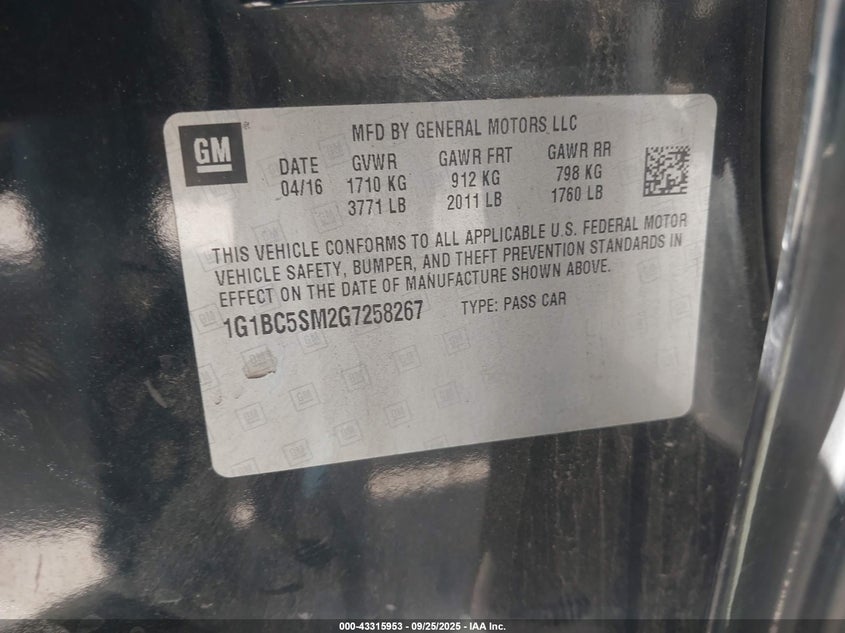 GM
MFD BY GENERAL MOTORS LLC
DATE GVWR GAWR FRT GAWR RR
04/16 1710 KG 912 KG 798 KG
3771 LB 2011 LB 1760 LB
THIS VEHICLE CONFORMS TO ALL APPLICABLE U.S. FEDERAL MOTOR
VEHICLE SAFETY, BUMPER, AND THEFT PREVENTION STANDARDS IN
EFFECT ON THE DATE OF MANUFACTURE SHOWN ABOVE.
1G1BC5SM2G7258267 TYPE: PASS CAR
000-43315953 - 09/25/2025 - IAA Inc.